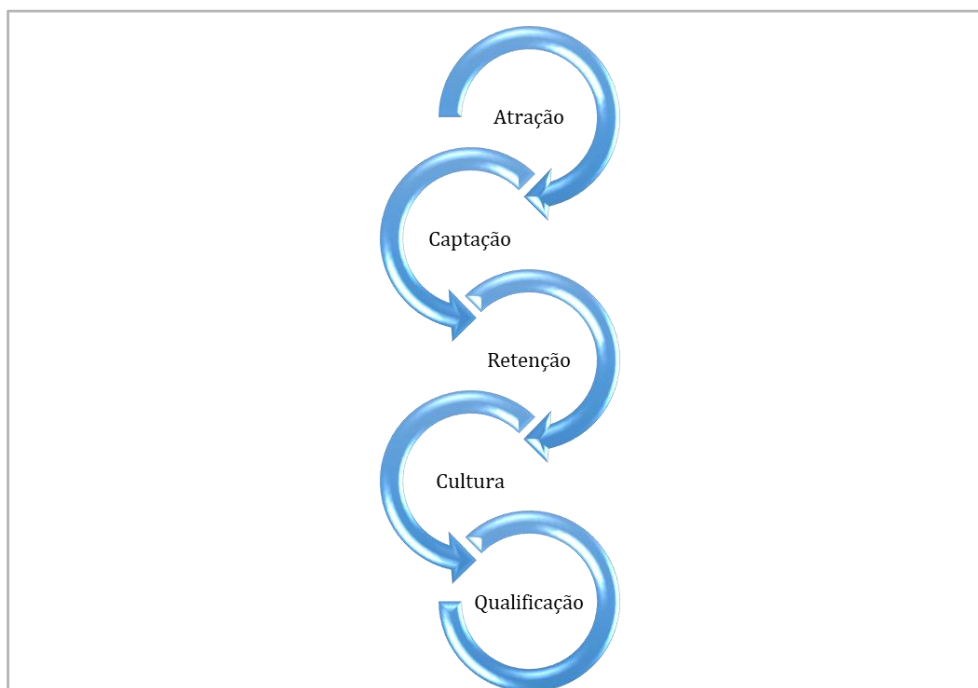 Atração
Captação
Retenção
Cultura
Qualificação